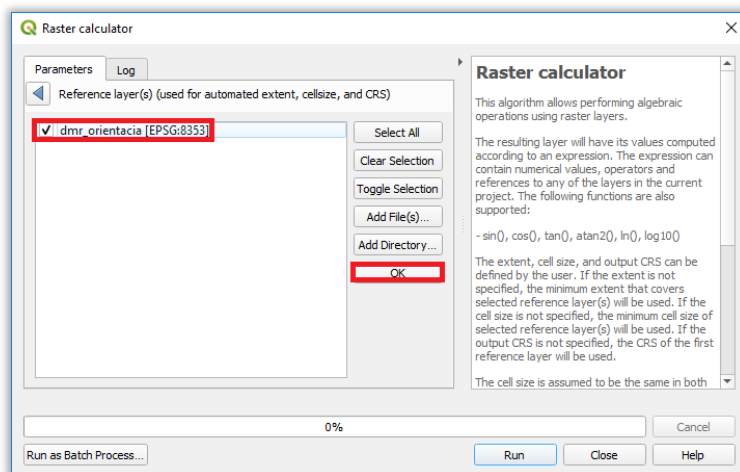 Raster calculator
Parameters
Log
Reference layer(s) (used for automated extent, cellsize, and CRS)
dmr_orientacia [EPSG:8353]
Select All
Clear Selection
Toggle Selection
Add File(s)...
Add Directory...
OK
Raster calculator
This algorithm allows performing algebraic
operations using raster layers.
The resulting layer will have its values computed
according to an expression. The expression can
contain numerical values, operators and
references to any of the layers in the current
project. The following functions are also
supported:
- sin(), cos(), tan(), atan2(), ln(), log10()
The extent, cell size, and output CRS can be
defined by the user. If the extent is not
specified, the minimum extent that covers
selected reference layer(s) will be used. If the
cell size is not specified, the minimum cell size of
selected reference layer(s) will be used. If the
output CRS is not specified, the CRS of the first
reference layer will be used.
The cell size is assumed to be the same in both
0%
Cancel
Run as Batch Process...
Run
Close
Help